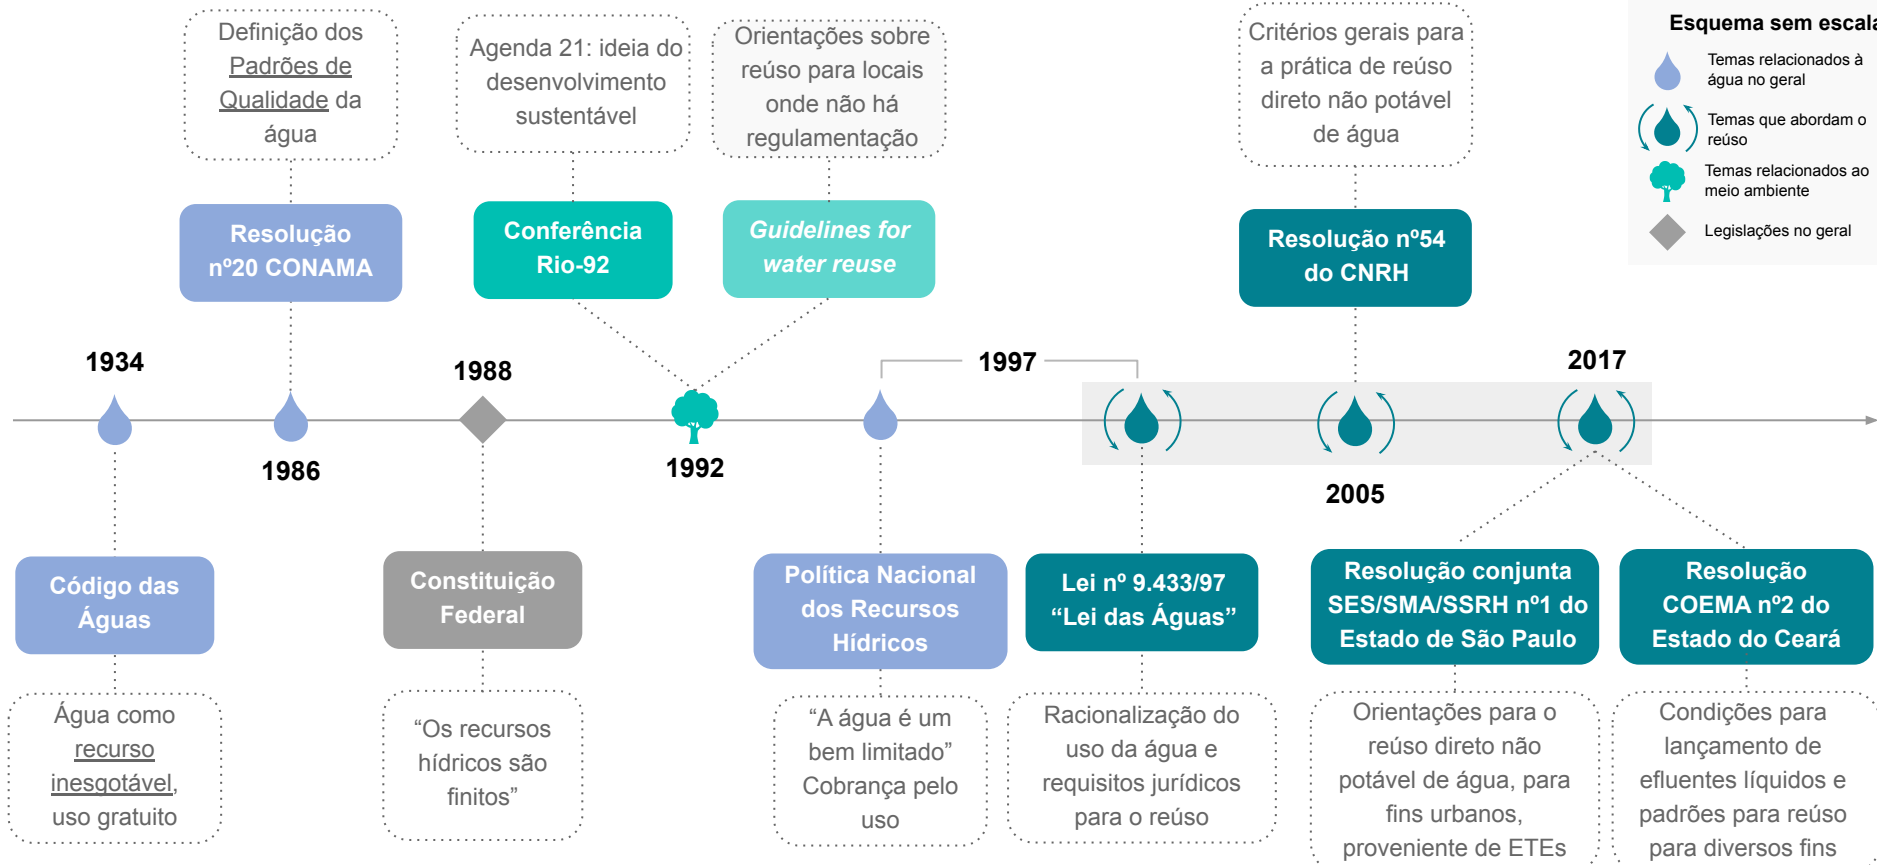 Definição dos
Padrões de
Qualidade da
água
Agenda 21: ideia do
desenvolvimento
sustentável
Orientações sobre
reúso para locais
onde não há
regulamentação
Critérios gerais para
a prática de reúso
direto não potável
de água
Esquema sem escala
Temas relacionados à
água no geral
Temas que abordam o
reúso
Temas relacionados ao
meio ambiente
Legislações no geral
Resolução
nº20 CONAMA
Conferência
Rio-92
Guidelines for
water reuse
Resolução nº54
do CNRH
1934
1986
1988
1992
1997
2005
2017
Código das
Águas
Constituição
Federal
Política Nacional
dos Recursos
Hídricos
Lei nº 9.433/97
“Lei das Águas”
Resolução conjunta
SES/SMA/SSRH nº1 do
Estado de São Paulo
Resolução
COEMA nº2 do
Estado do Ceará
Água como
recurso
inesgotável,
uso gratuito
“Os recursos
hídricos são
finitos”
“A água é um
bem limitado”
Cobrança pelo
uso
Racionalização do
uso da água e
requisitos jurídicos
para o reúso
Orientações para o
reúso direto não
potável de água, para
fins urbanos,
proveniente de ETEs
Condições para
lançamento de
efluentes líquidos e
padrões para reúso
para diversos fins